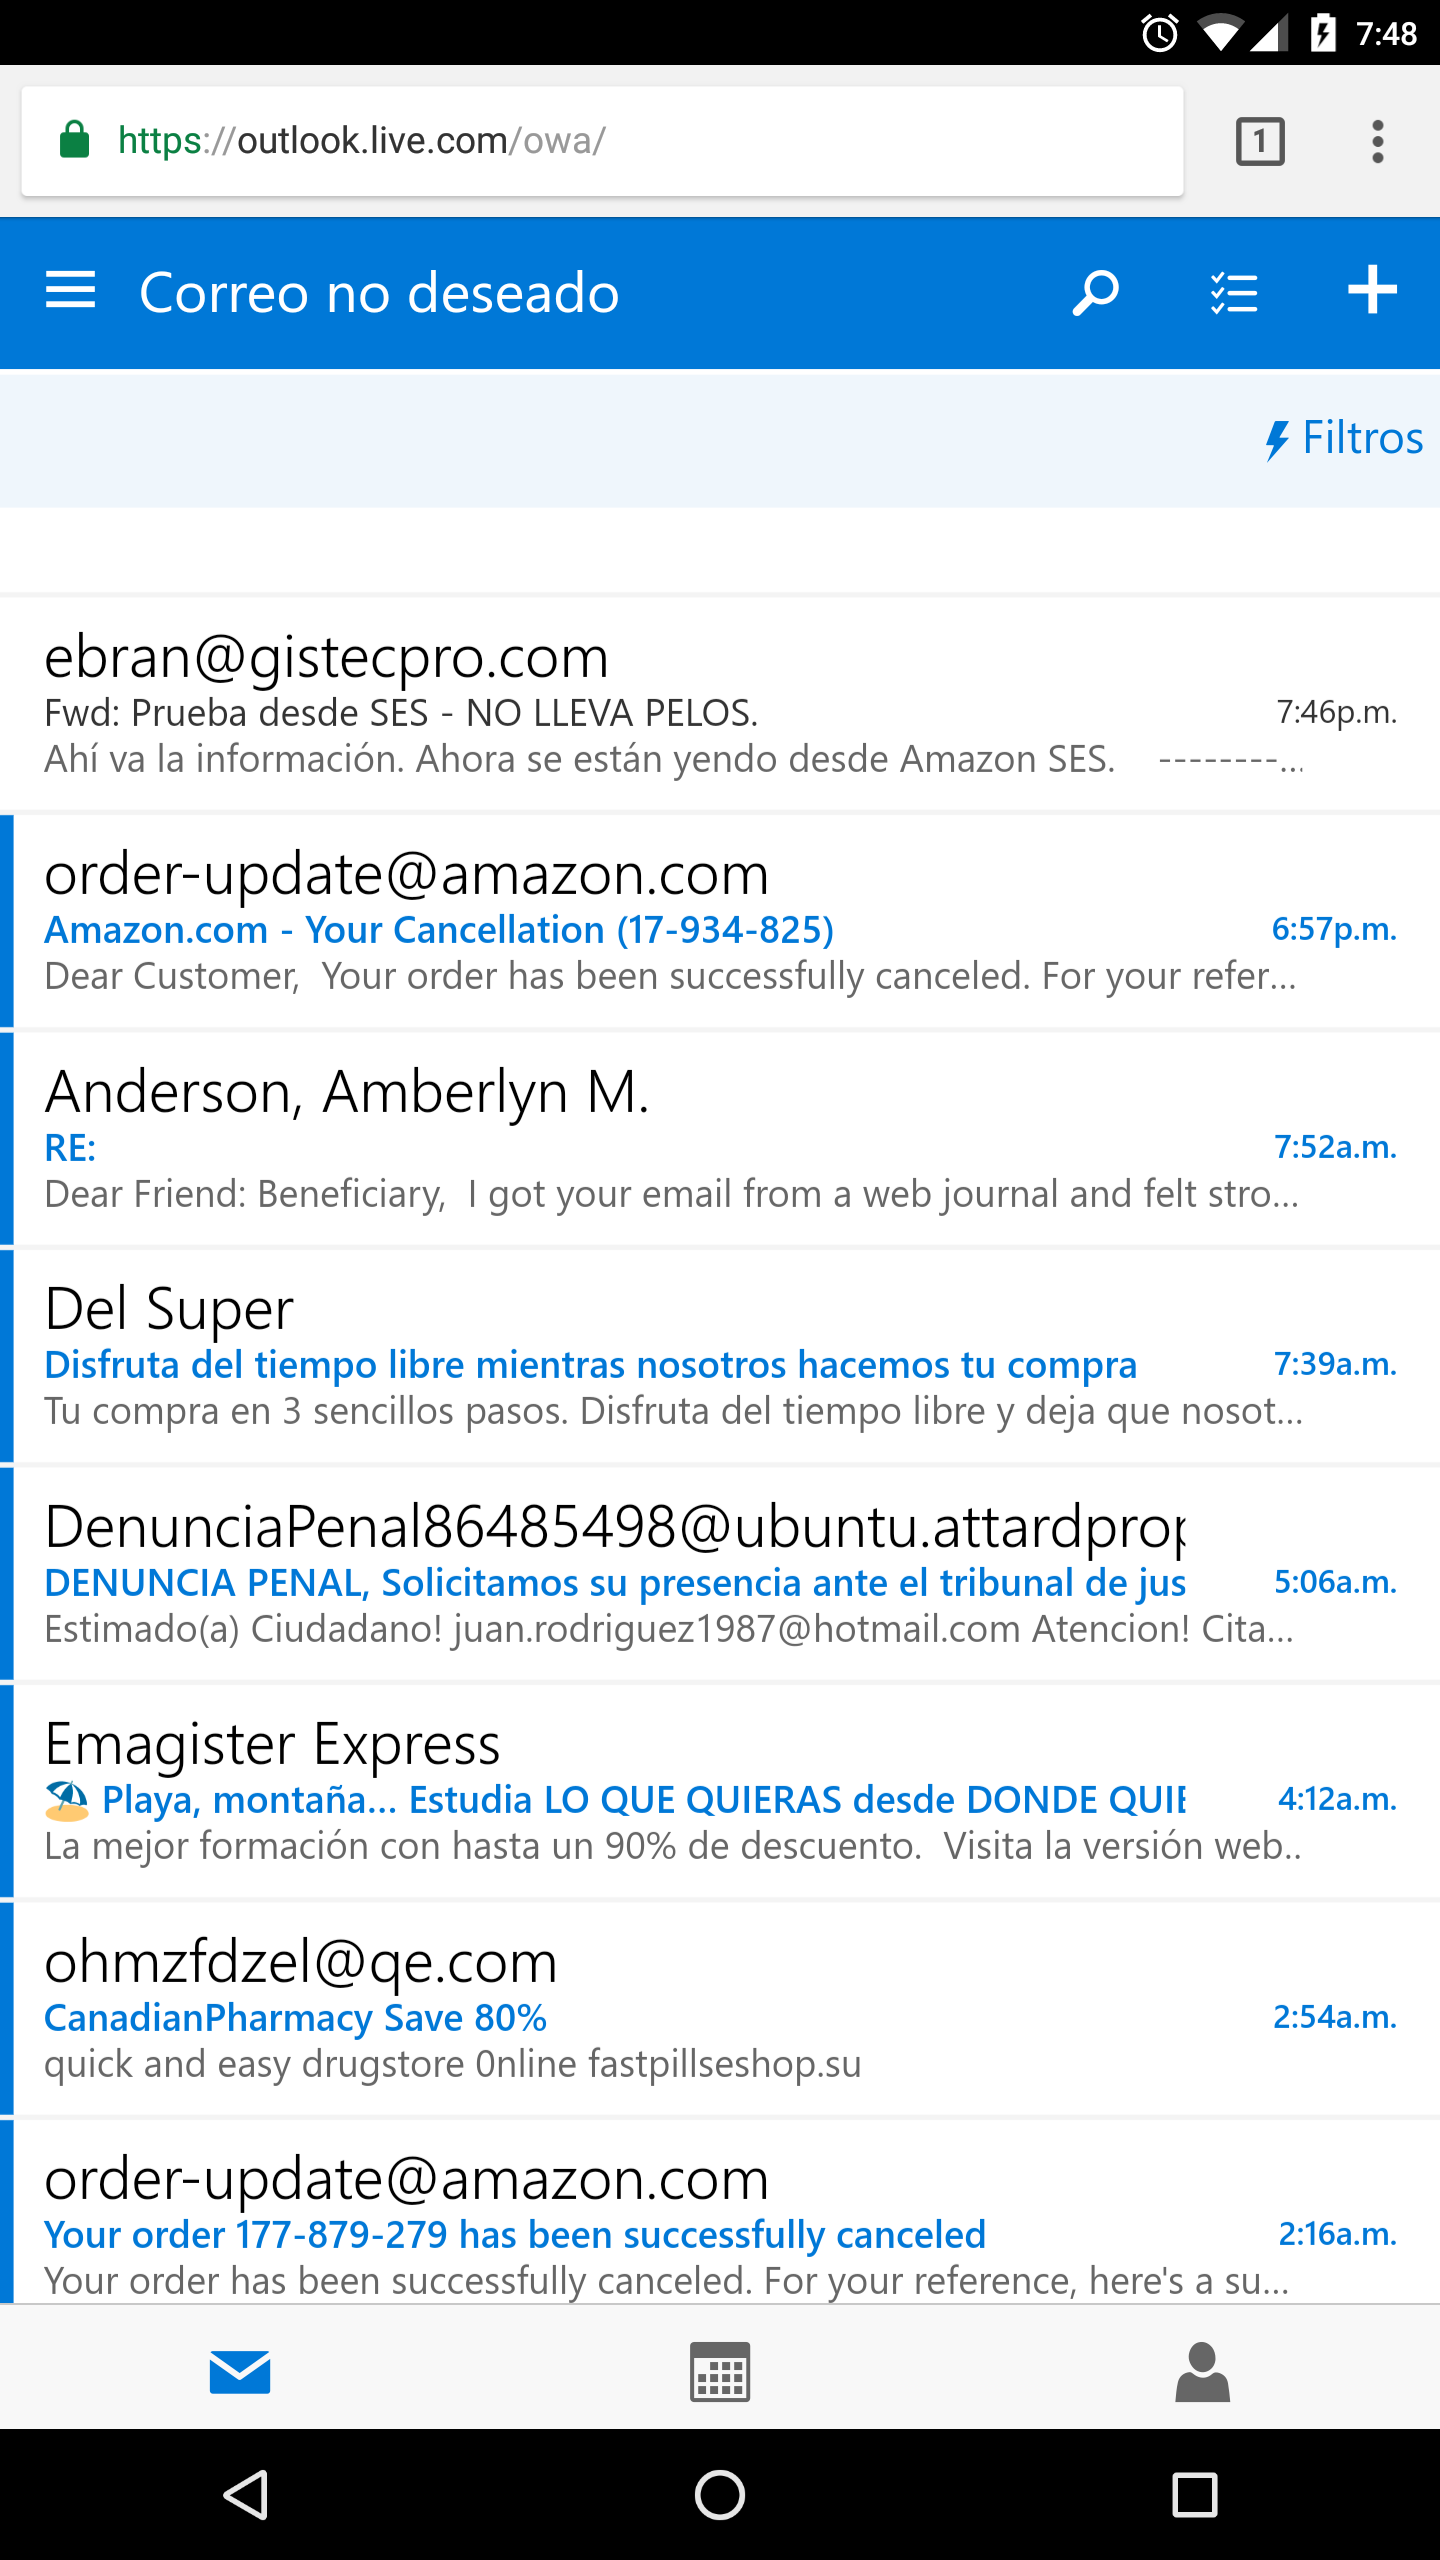 7:48
https://outlook.live.com/owa/
1
Correo no deseado
Filtros
ebran@gistecpro.com
Fwd: Prueba desde SES - NO LLEVA PELOS.
7:46p.m.
Ahí va la información. Ahora se están yendo desde Amazon SES. --------...
order-update@amazon.com
Amazon.com - Your Cancellation (17-934-825)
6:57p.m.
Dear Customer, Your order has been successfully canceled. For your refer...
Anderson, Amberlyn M.
RE:
7:52a.m.
Dear Friend: Beneficiary, I got your email from a web journal and felt stro...
Del Super
Disfruta del tiempo libre mientras nosotros hacemos tu compra
7:39a.m.
Tu compra en 3 sencillos pasos. Disfruta del tiempo libre y deja que nosot...
DenunciaPenal86485498@ubuntu.attardprop
DENUNCIA PENAL, Solicitamos su presencia ante el tribunal de jus
5:06a.m.
Estimado(a) Ciudadano! juan.rodriguez1987@hotmail.com Atencion! Cita...
Emagister Express
🏖 Playa, montaña... Estudia LO QUE QUIERAS desde DONDE QUIE
4:12a.m.
La mejor formación con hasta un 90% de descuento. Visita la versión web..
ohmzfdzel@qe.com
CanadianPharmacy Save 80%
2:54a.m.
quick and easy drugstore 0nline fastpillseshop.su
order-update@amazon.com
Your order 177-879-279 has been successfully canceled
2:16a.m.
Your order has been successfully canceled. For your reference, here's a su...